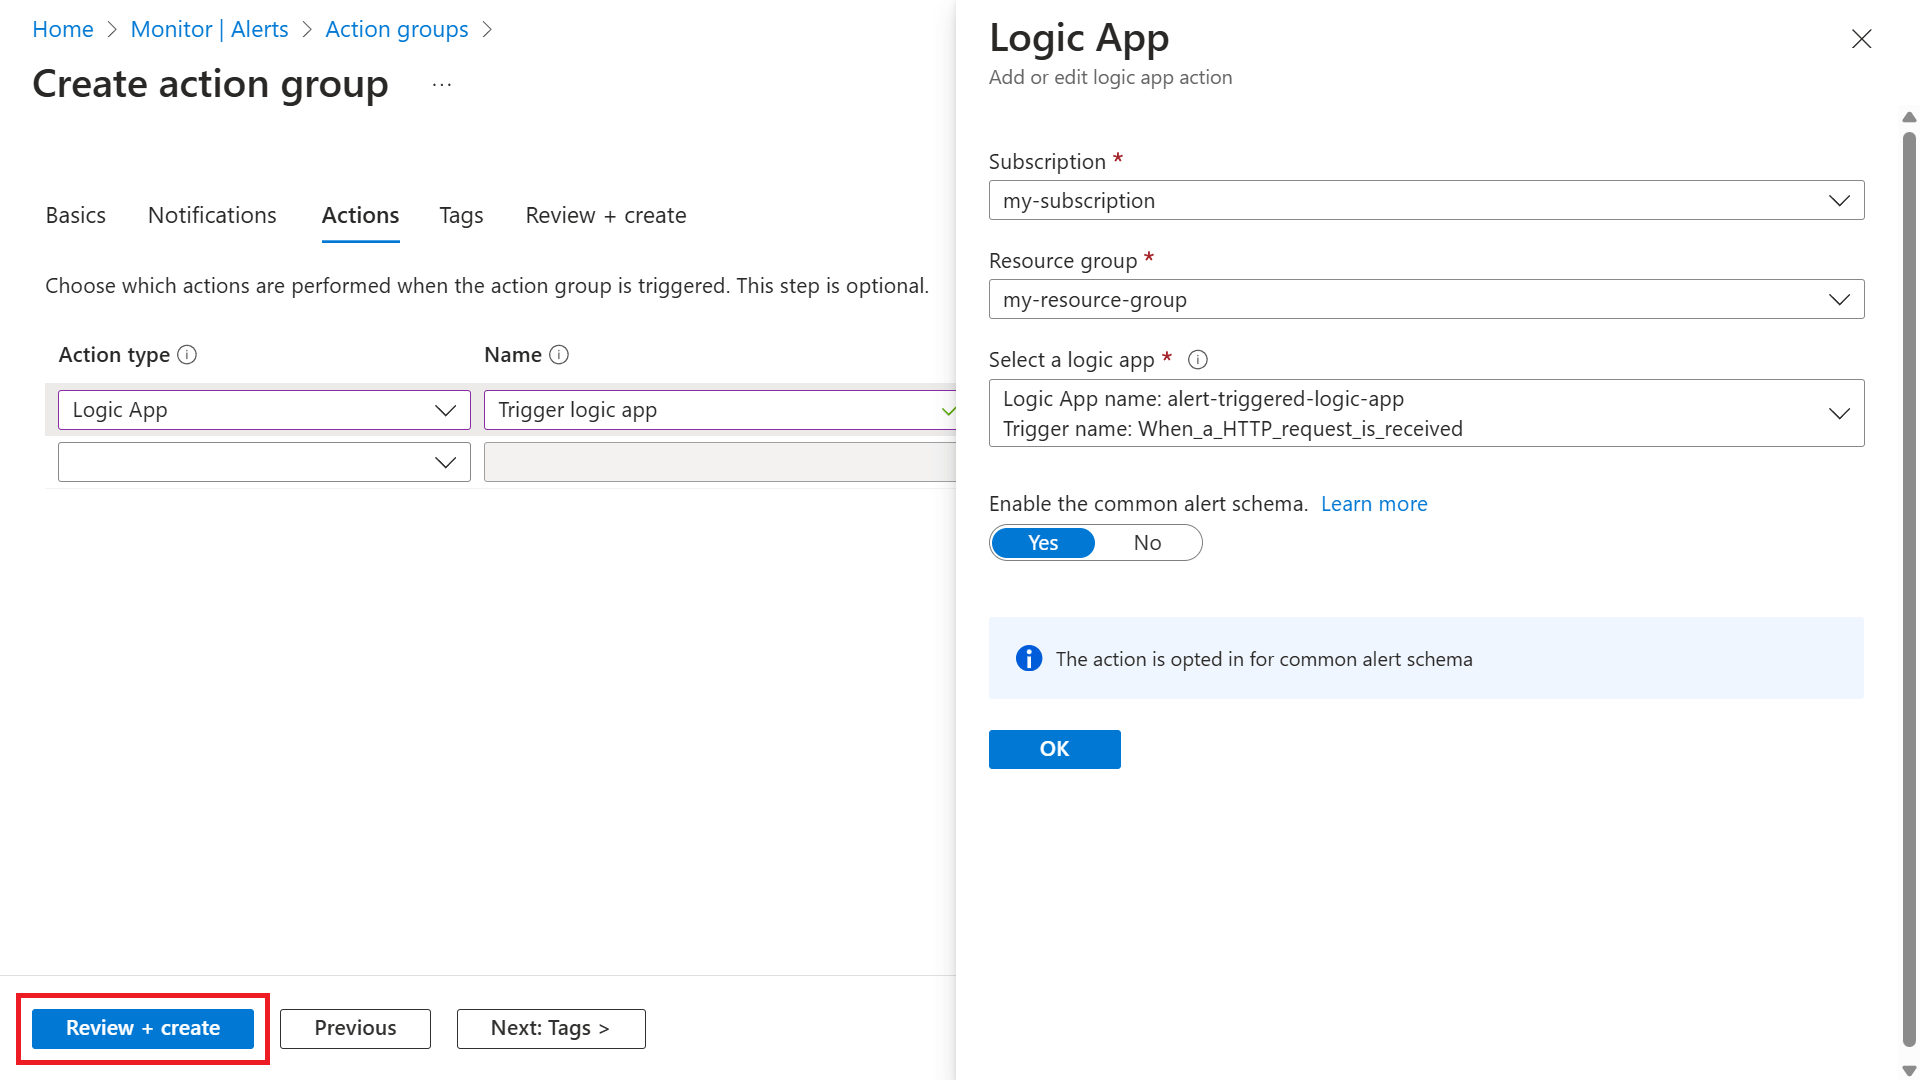 Home > Monitor | Alerts > Action groups >
Create action group ...
Basics Notifications Actions Tags Review + create
Choose which actions are performed when the action group is triggered. This step is optional.
Action type Name
Logic App Trigger logic app
Review + create Previous Next: Tags >
Logic App
Add or edit logic app action
Subscription *
my-subscription
Resource group *
my-resource-group
Select a logic app *
Logic App name: alert-triggered-logic-app
Trigger name: When_a_HTTP_request_is_received
Enable the common alert schema. Learn more
Yes No
The action is opted in for common alert schema
OK